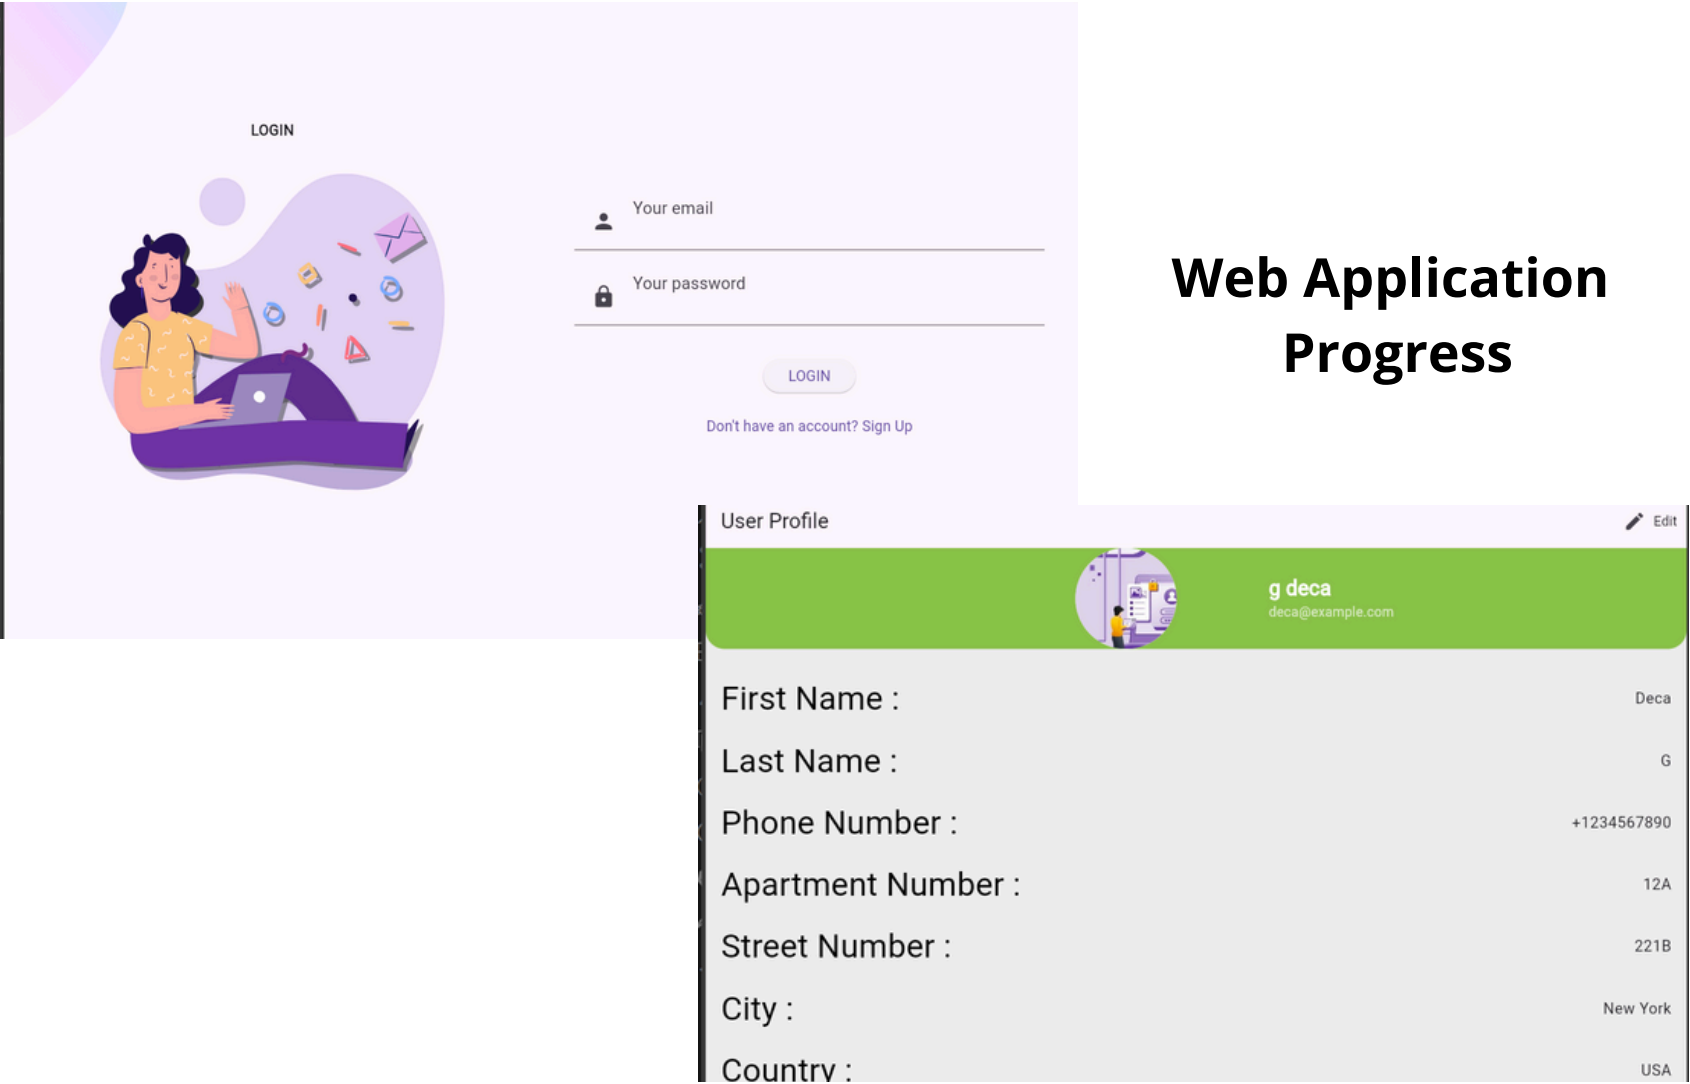 LOGIN
Your email
Your password
LOGIN
Don't have an account? Sign Up
Web Application
Progress
User Profile
Edit
g deca
deca@example.com
First Name : Deca
Last Name : G
Phone Number : +1234567890
Apartment Number : 12A
Street Number : 221B
City : New York
Country : USA